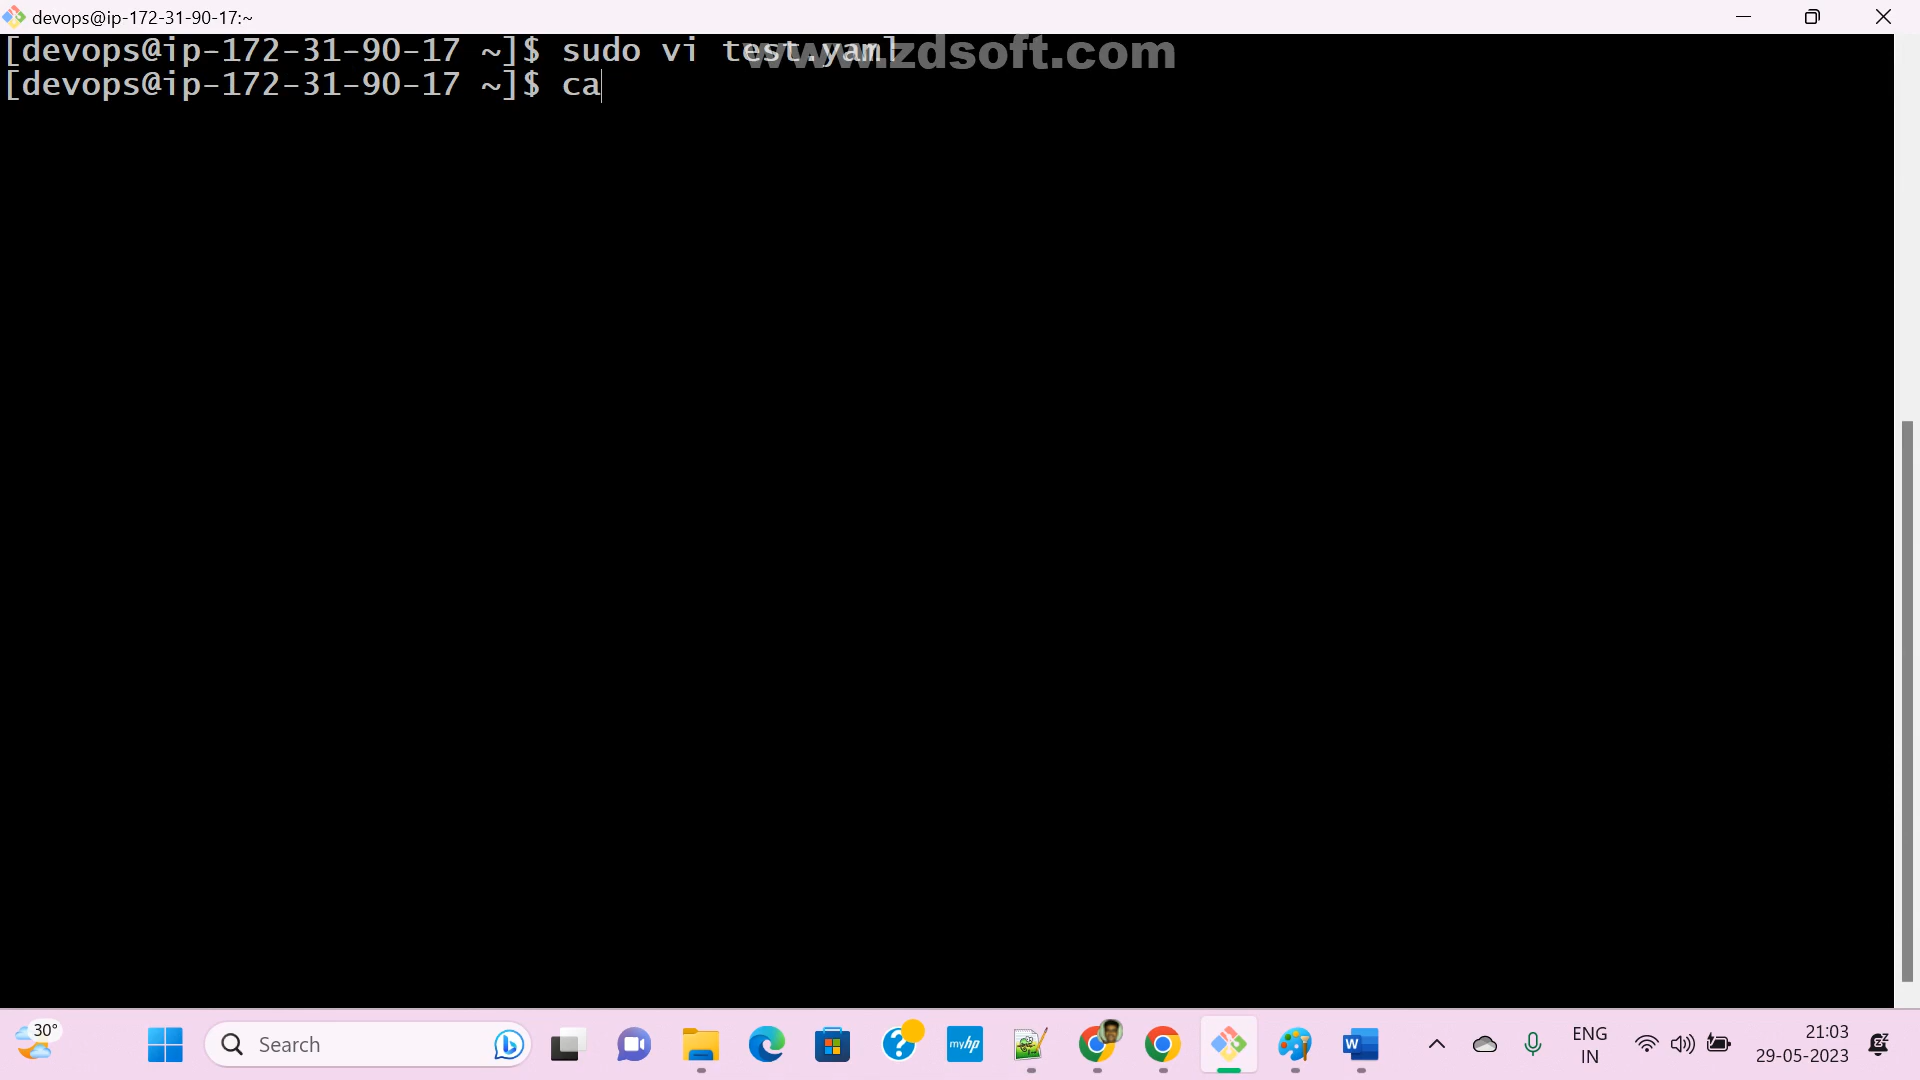 devops@ip-172-31-90-17:~
[devops@ip-172-31-90-17 ~]$ sudo vi test.yaml
www.zdsoft.com
[devops@ip-172-31-90-17 ~]$ ca
30°
Search
myhp
W
ENG
IN
21:03
29-05-2023